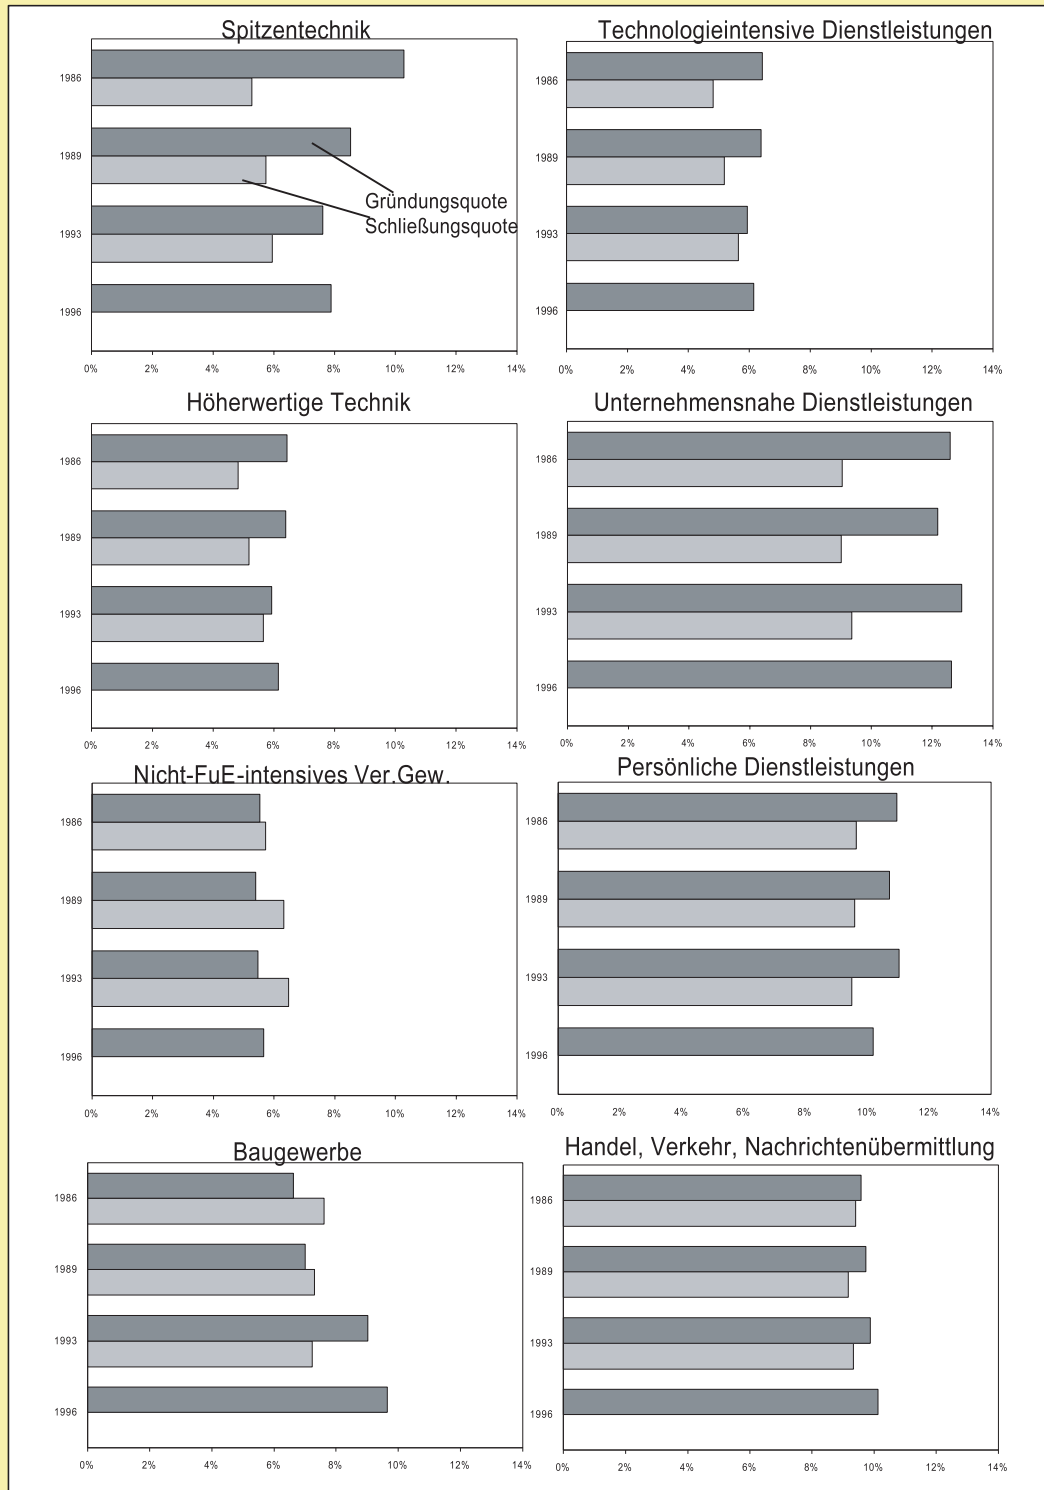 Spitzentechnik
1986
1989
1993
1996
Gründungsquote
Schließungsquote
0% 2% 4% 6% 8% 10% 12% 14%
Technologieintensive Dienstleistungen
1986
1989
1993
1996
0% 2% 4% 6% 8% 10% 12% 14%
Höherwertige Technik
1986
1989
1993
1996
0% 2% 4% 6% 8% 10% 12% 14%
Unternehmensnahe Dienstleistungen
1986
1989
1993
1996
0% 2% 4% 6% 8% 10% 12% 14%
Nicht-FuE-intensives Ver.Gew.
1986
1989
1993
1996
0% 2% 4% 6% 8% 10% 12% 14%
Persönliche Dienstleistungen
1986
1989
1993
1996
0% 2% 4% 6% 8% 10% 12% 14%
Baugewerbe
1986
1989
1993
1996
0% 2% 4% 6% 8% 10% 12% 14%
Handel, Verkehr, Nachrichtenübermittlung
1986
1989
1993
1996
0% 2% 4% 6% 8% 10% 12% 14%